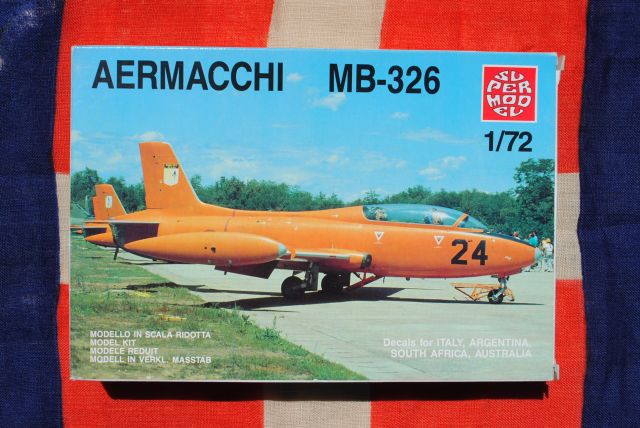 AERMACCHI MB-326
SUPER MODEL
1/72
24
MODELLO IN SCALA RIDOTTA
MODEL KIT
MODELE REDUIT
MODELL IN VERKL. MASSTAB
Decals for ITALY, ARGENTINA,
SOUTH AFRICA, AUSTRALIA